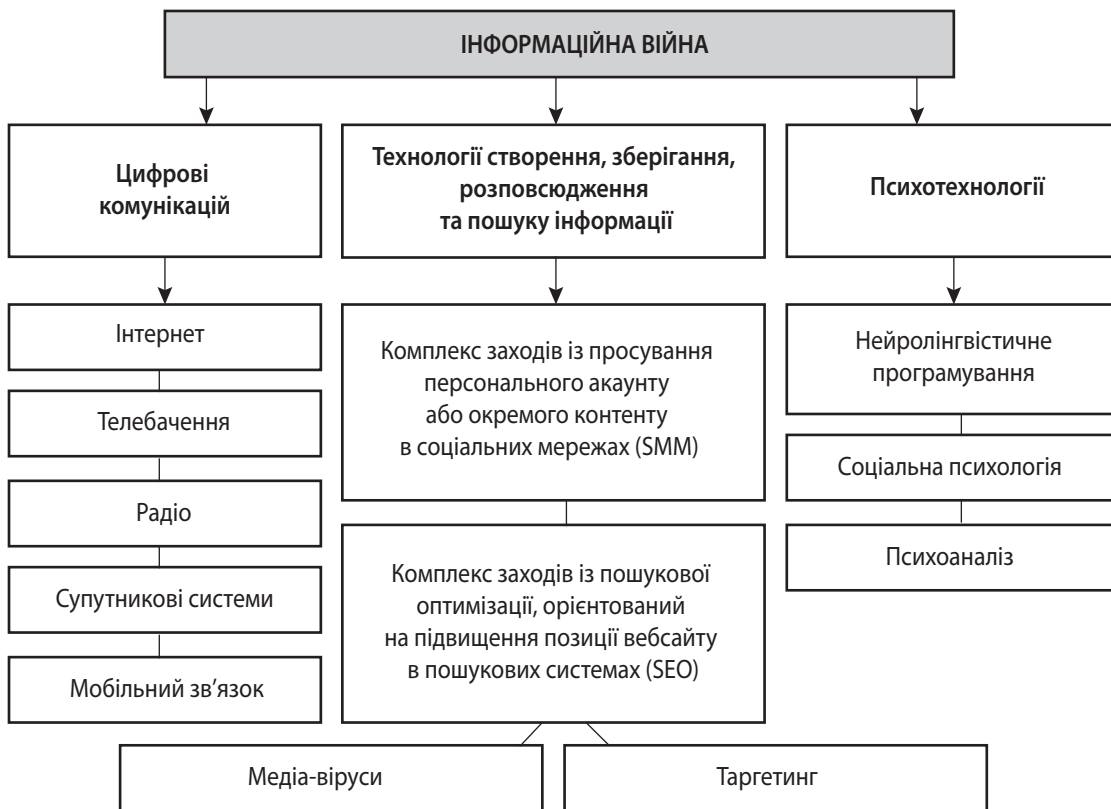 ІНФОРМАЦІЙНА ВІЙНА
Цифрові
комунікацій
Технології створення, зберігання,
розповсюдження
та пошуку інформації
Психотехнології
Інтернет
Телебачення
Радіо
Супутникові системи
Мобільний зв’язок
Комплекс заходів із просування
персонального акаунту
або окремого контенту
в соціальних мережах (SMM)
Комплекс заходів із пошукової
оптимізації, орієнтований
на підвищення позиції вебсайту
в пошукових системах (SEO)
Нейролінгвістичне
програмування
Соціальна психологія
Психоаналіз
Медіа-віруси
Таргетинг